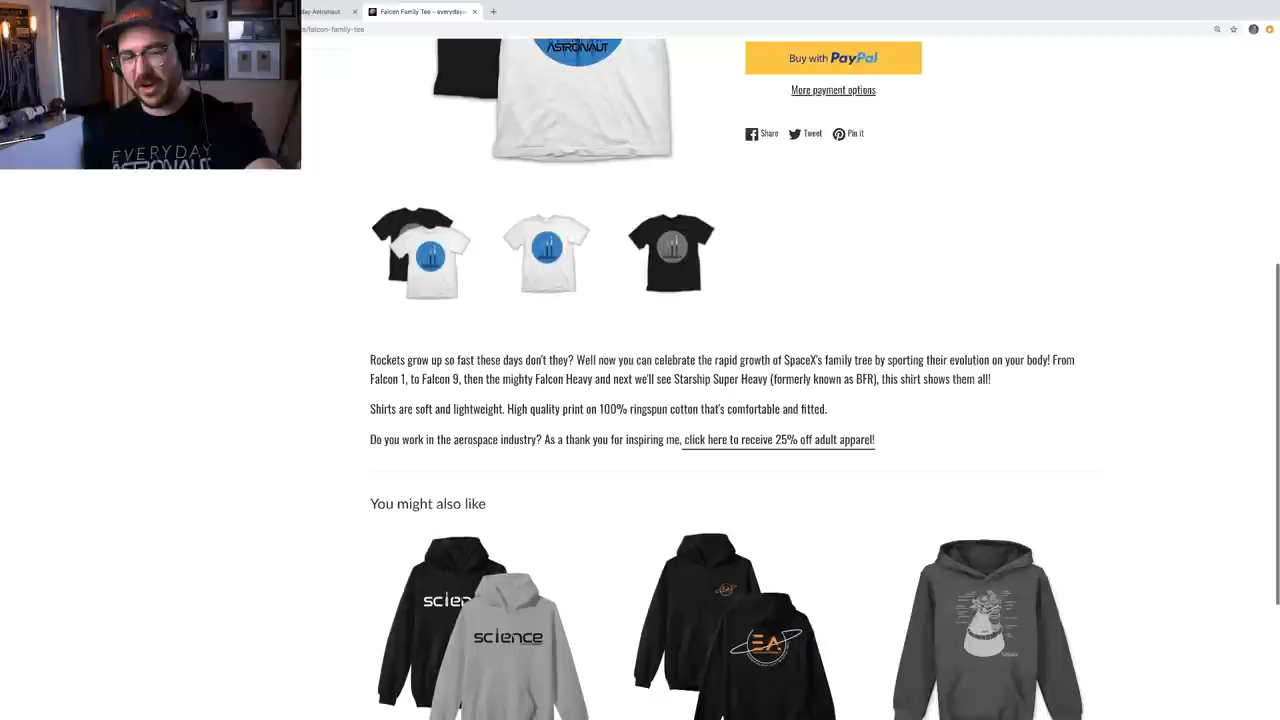 day Astronaut
Falcon Family Tee – everyday
/falcon-family-tee
EVERYDAY
ASTRONAUT
ASTRONAUT
Buy with PayPal
More payment options
Share Tweet Pin it
Rockets grow up so fast these days don't they? Well now you can celebrate the rapid growth of SpaceX's family tree by sporting their evolution on your body! From
Falcon 1, to Falcon 9, then the mighty Falcon Heavy and next we'll see Starship Super Heavy (formerly known as BFR), this shirt shows them all!
Shirts are soft and lightweight. High quality print on 100% ringspun cotton that's comfortable and fitted.
Do you work in the aerospace industry? As a thank you for inspiring me, click here to receive 25% off adult apparel!
You might also like
scien
science
EA